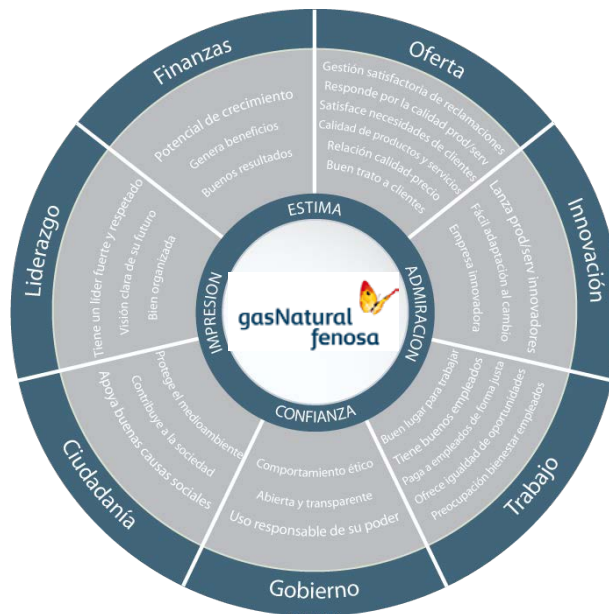 Finanzas
Potencial de crecimiento
Genera beneficios
Buenos resultados
Oferta
Gestión satisfactoria de reclamaciones
Responde por la calidad prod/serv
Satisface necesidades de clientes
Calidad de productos y servicios
Relación calidad-precio
Buen trato a clientes
Innovación
Lanza prod/serv innovadores
Fácil adaptación al cambio
Empresa innovadora
Trabajo
Buen lugar para trabajar
Tiene buenos empleados
Paga a empleados de forma justa
Ofrece igualdad de oportunidades
Preocupación bienestar empleados
Gobierno
Comportamiento ético
Abierta y transparente
Uso responsable de su poder
Ciudadanía
Protege el medioambiente
Contribuye a la sociedad
Apoya buenas causas sociales
Liderazgo
Tiene un líder fuerte y respetado
Visión clara de su futuro
Bien organizada
ESTIMA
ADMIRACION
CONFIANZA
IMPRESION
gasNatural
fenosa